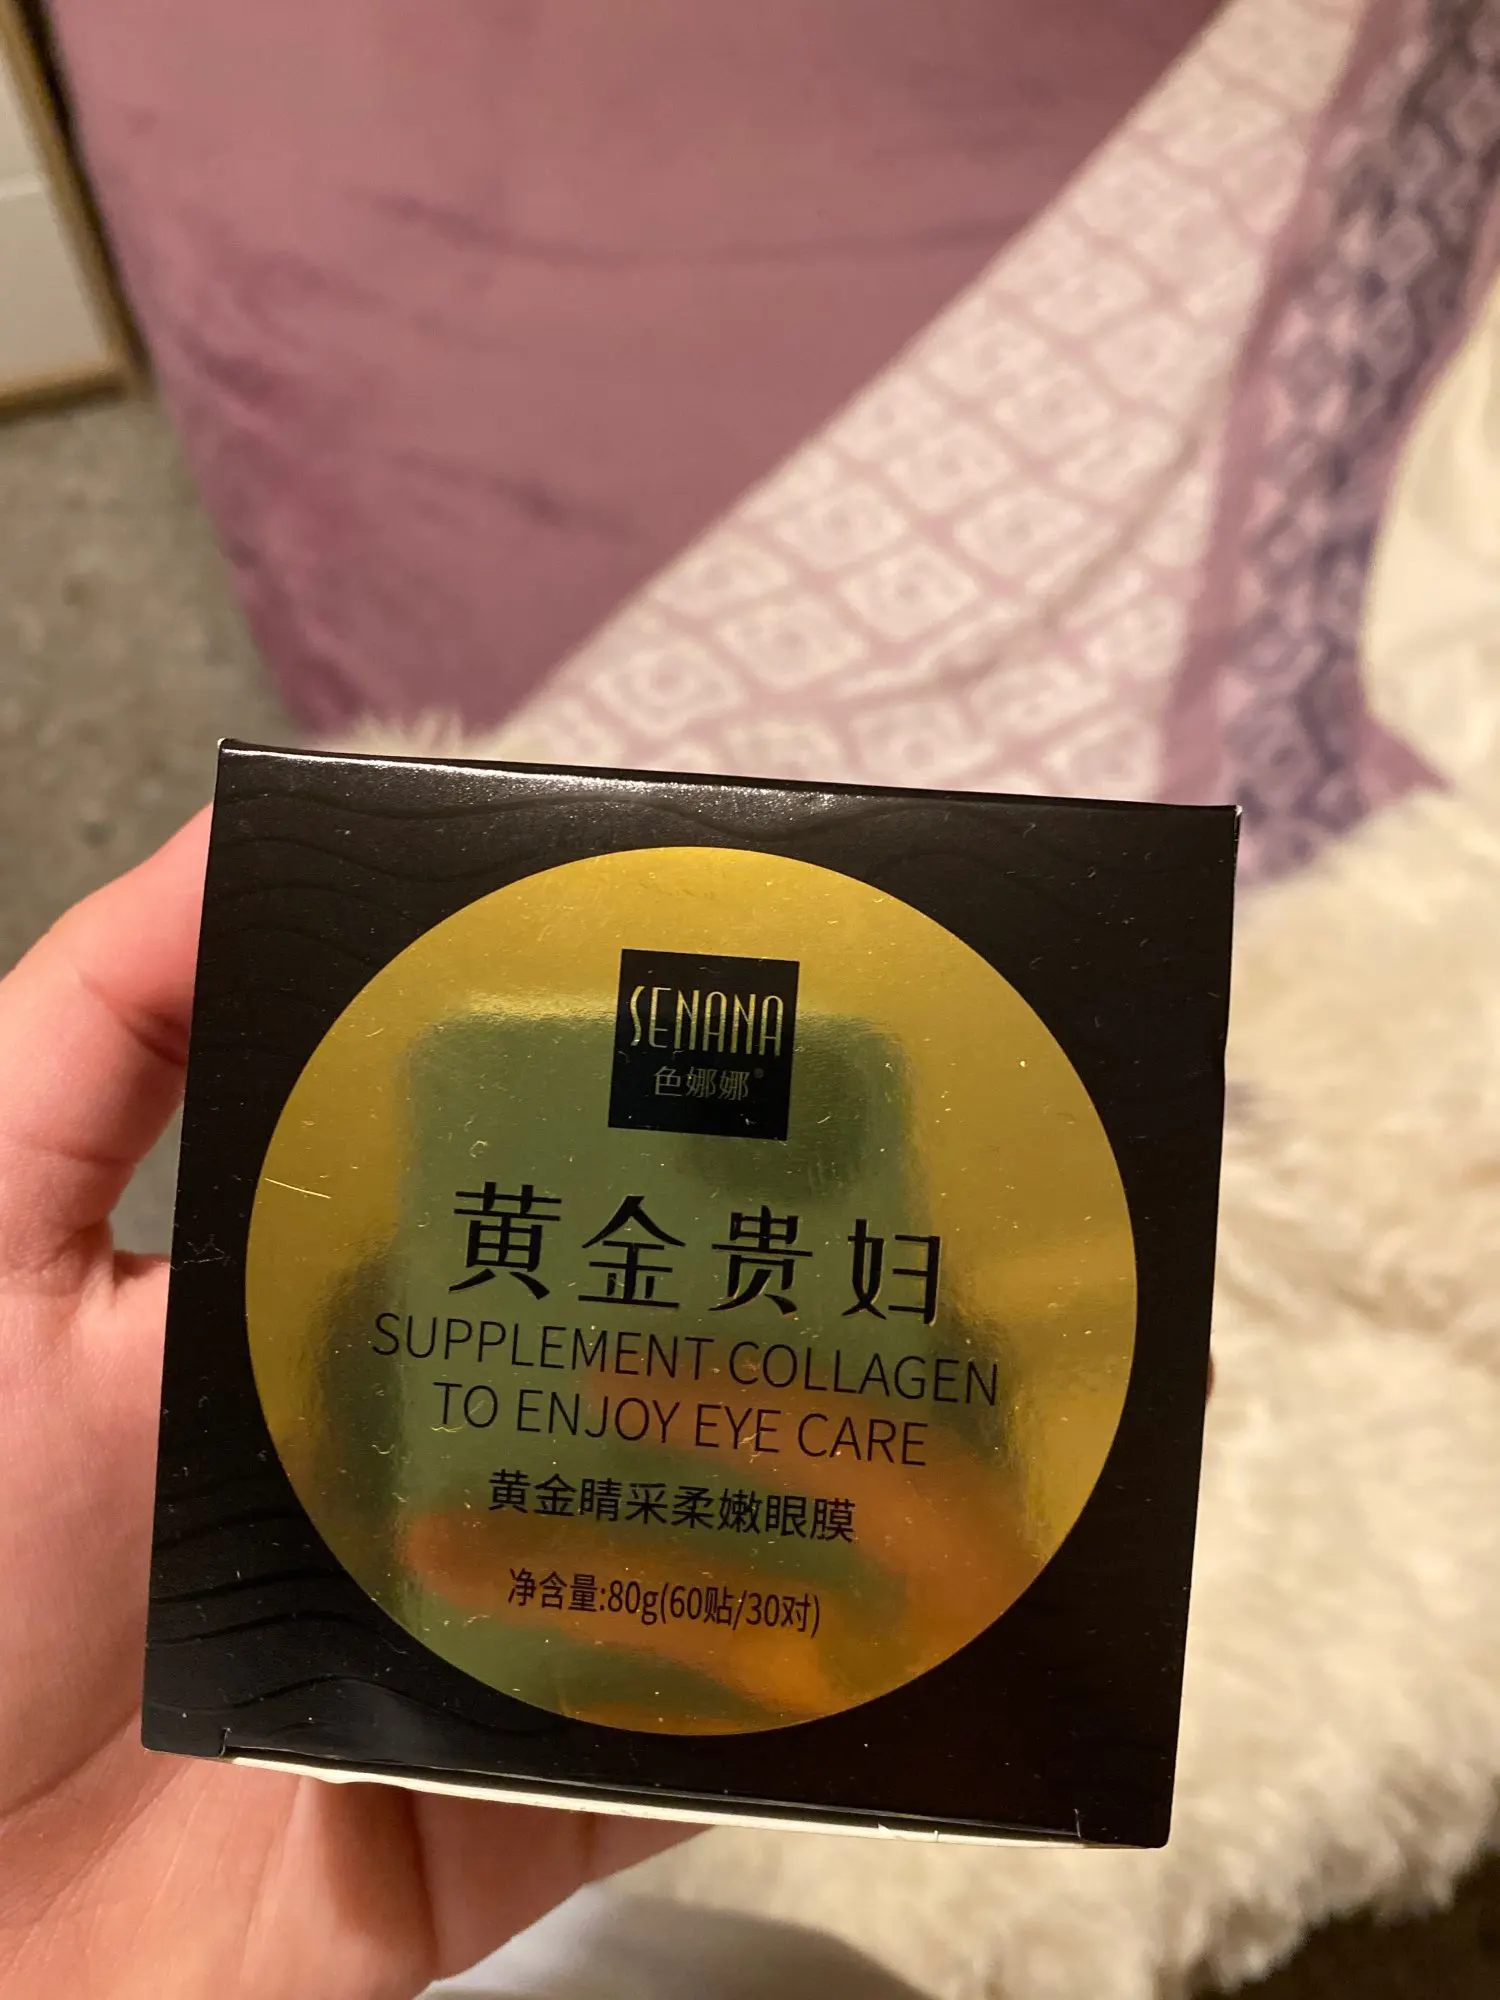 SENANA
色娜娜®
黄金贵妇
SUPPLEMENT COLLAGEN
TO ENJOY EYE CARE
黄金睛采柔嫩眼膜
净含量:80g(60贴/30对)